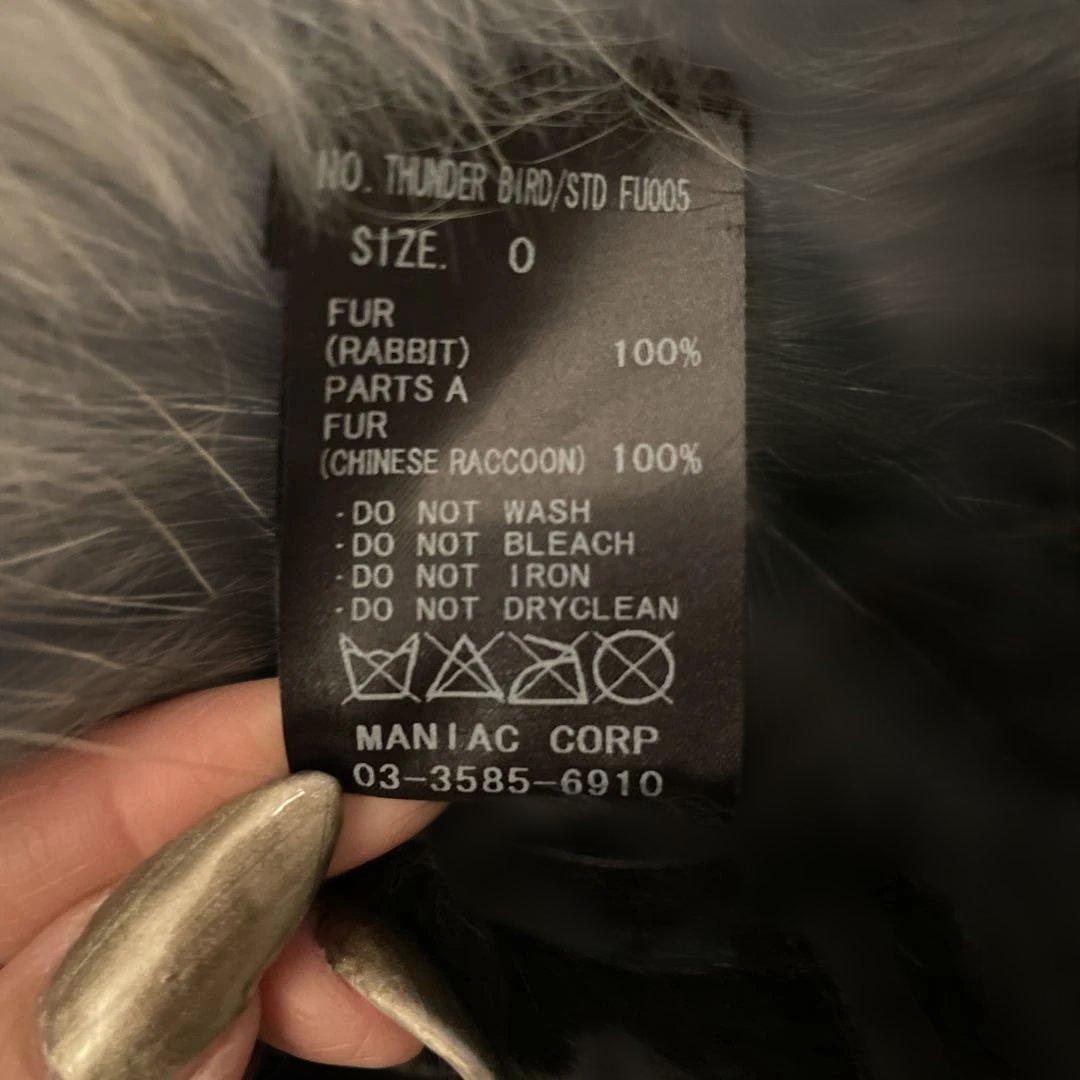 NO. THUNDER BIRD/STD FU005
SIZE. 0
FUR
(RABBIT) 100%
PARTS A
FUR
(CHINESE RACCOON) 100%
·DO NOT WASH
·DO NOT BLEACH
·DO NOT IRON
·DO NOT DRYCLEAN
MANIAC CORP
03-3585-6910